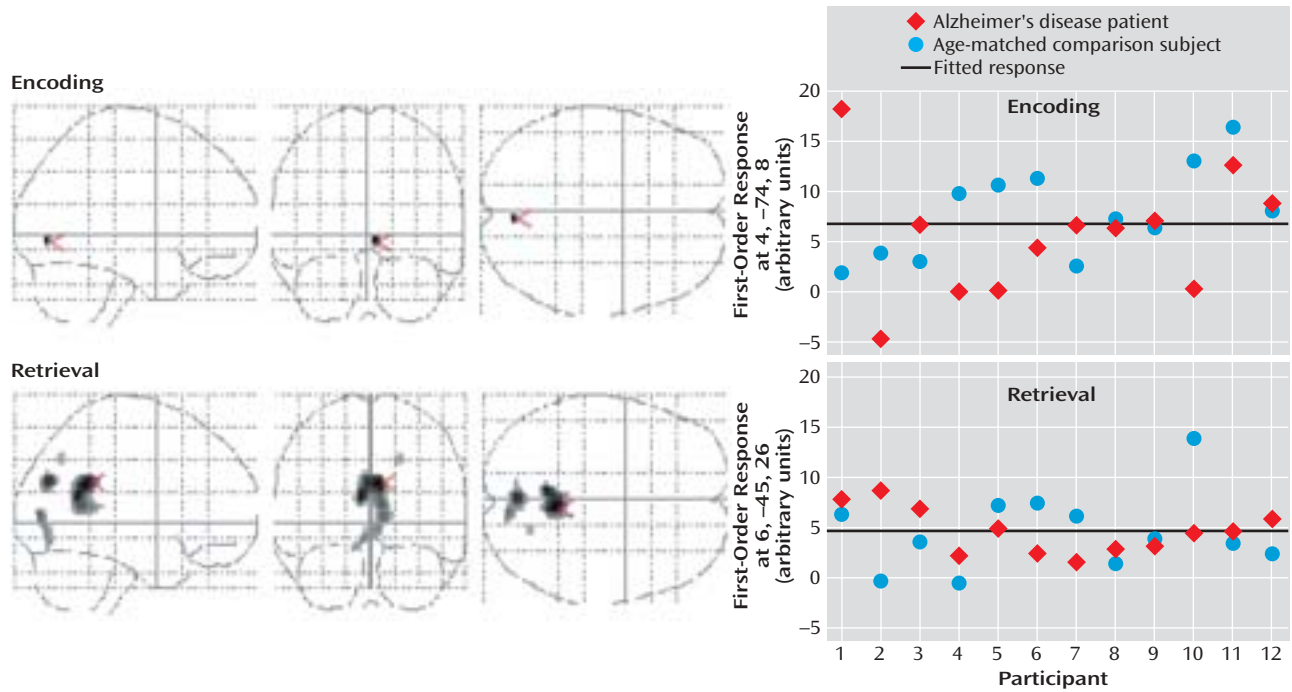 Alzheimer's disease patient
Age-matched comparison subject
Fitted response
Encoding
First-Order Response
at 4, −74, 8
(arbitrary units)
20
15
10
5
0
−5
Encoding
Retrieval
First-Order Response
at 6, −45, 26
(arbitrary units)
20
15
10
5
0
−5
Retrieval
1 2 3 4 5 6 7 8 9 10 11 12
Participant